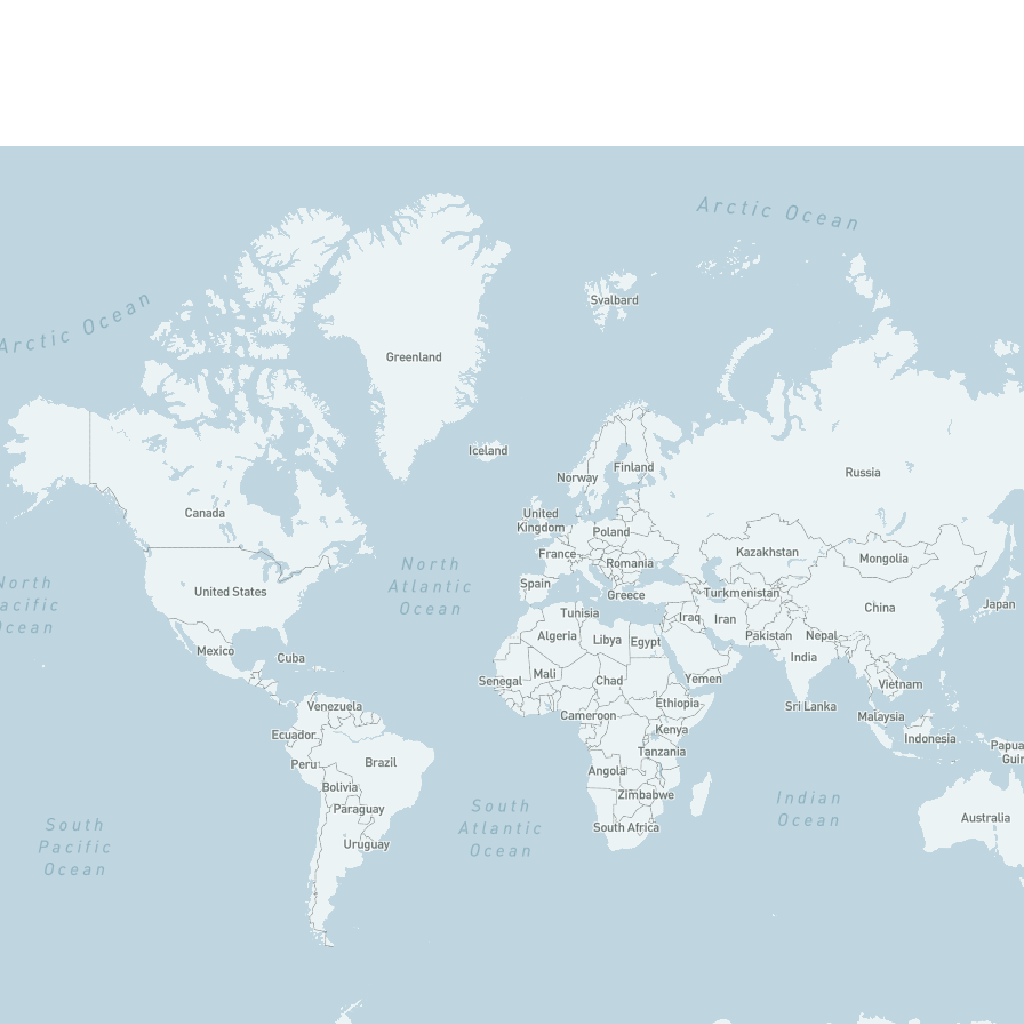 Arctic Ocean
Arctic Ocean
Svalbard
Greenland
Iceland
Russia
Finland
Norway
Canada
United
Kingdom
Poland
Kazakhstan
France
Mongolia
North
Atlantic
Ocean
Romania
North
acific
cean
Spain
United States
Greece
Turkmenistan
Japan
China
Tunisia
Iraq
Iran
Algeria
Libya
Egypt
Pakistan
Nepal
Mexico
Cuba
India
Mali
Senegal
Chad
Yemen
Vietnam
Venezuela
Ethiopia
Sri Lanka
Cameroon
Malaysia
Kenya
Ecuador
Indonesia
Papua
Guin
Tanzania
Peru
Brazil
Angola
Bolivia
Zimbabwe
Indian
Ocean
Paraguay
South
Atlantic
Ocean
South Africa
Australia
South
Pacific
Ocean
Uruguay